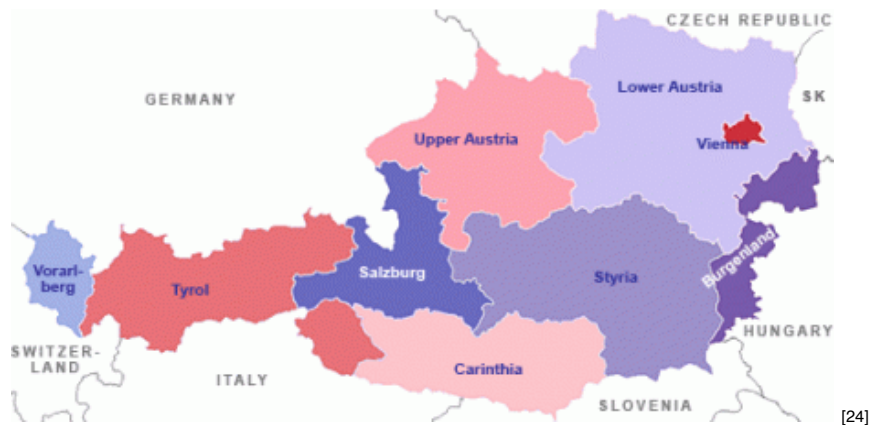 CZECH REPUBLIC
GERMANY
Lower Austria
SK
Upper Austria
Vienna
Vorarl-
berg
Tyrol
Salzburg
Styria
Burgenland
SWITZER-
LAND
ITALY
Carinthia
HUNGARY
SLOVENIA
[24]